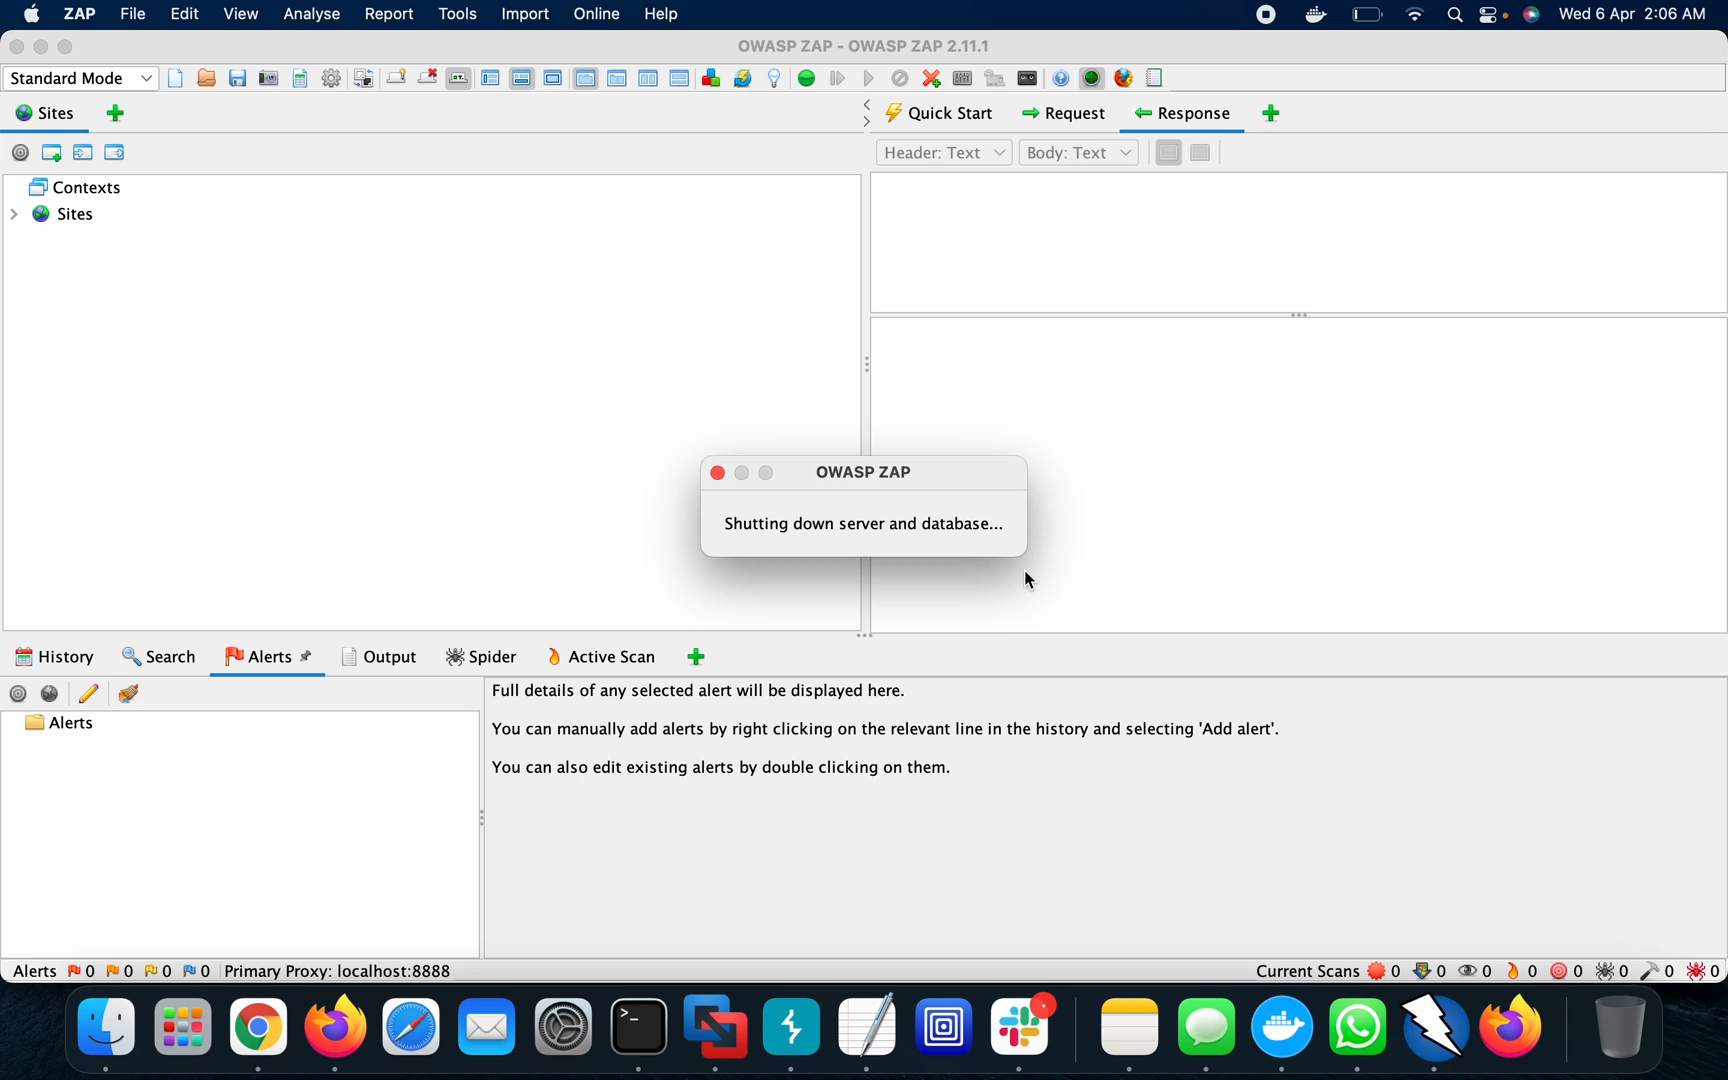 ZAP File Edit View Analyse Report Tools Import Online Help Wed 6 Apr 2:06 AM
OWASP ZAP - OWASP ZAP 2.11.1
Standard Mode
Sites
Quick Start Request Response
Header: Text Body: Text
Contexts
Sites
OWASP ZAP
Shutting down server and database...
History Search Alerts Output Spider Active Scan
Alerts
Full details of any selected alert will be displayed here.
You can manually add alerts by right clicking on the relevant line in the history and selecting 'Add alert'.
You can also edit existing alerts by double clicking on them.
Alerts 0 0 0 0 Primary Proxy: localhost:8888 Current Scans 0 0 0 0 0 0 0 0